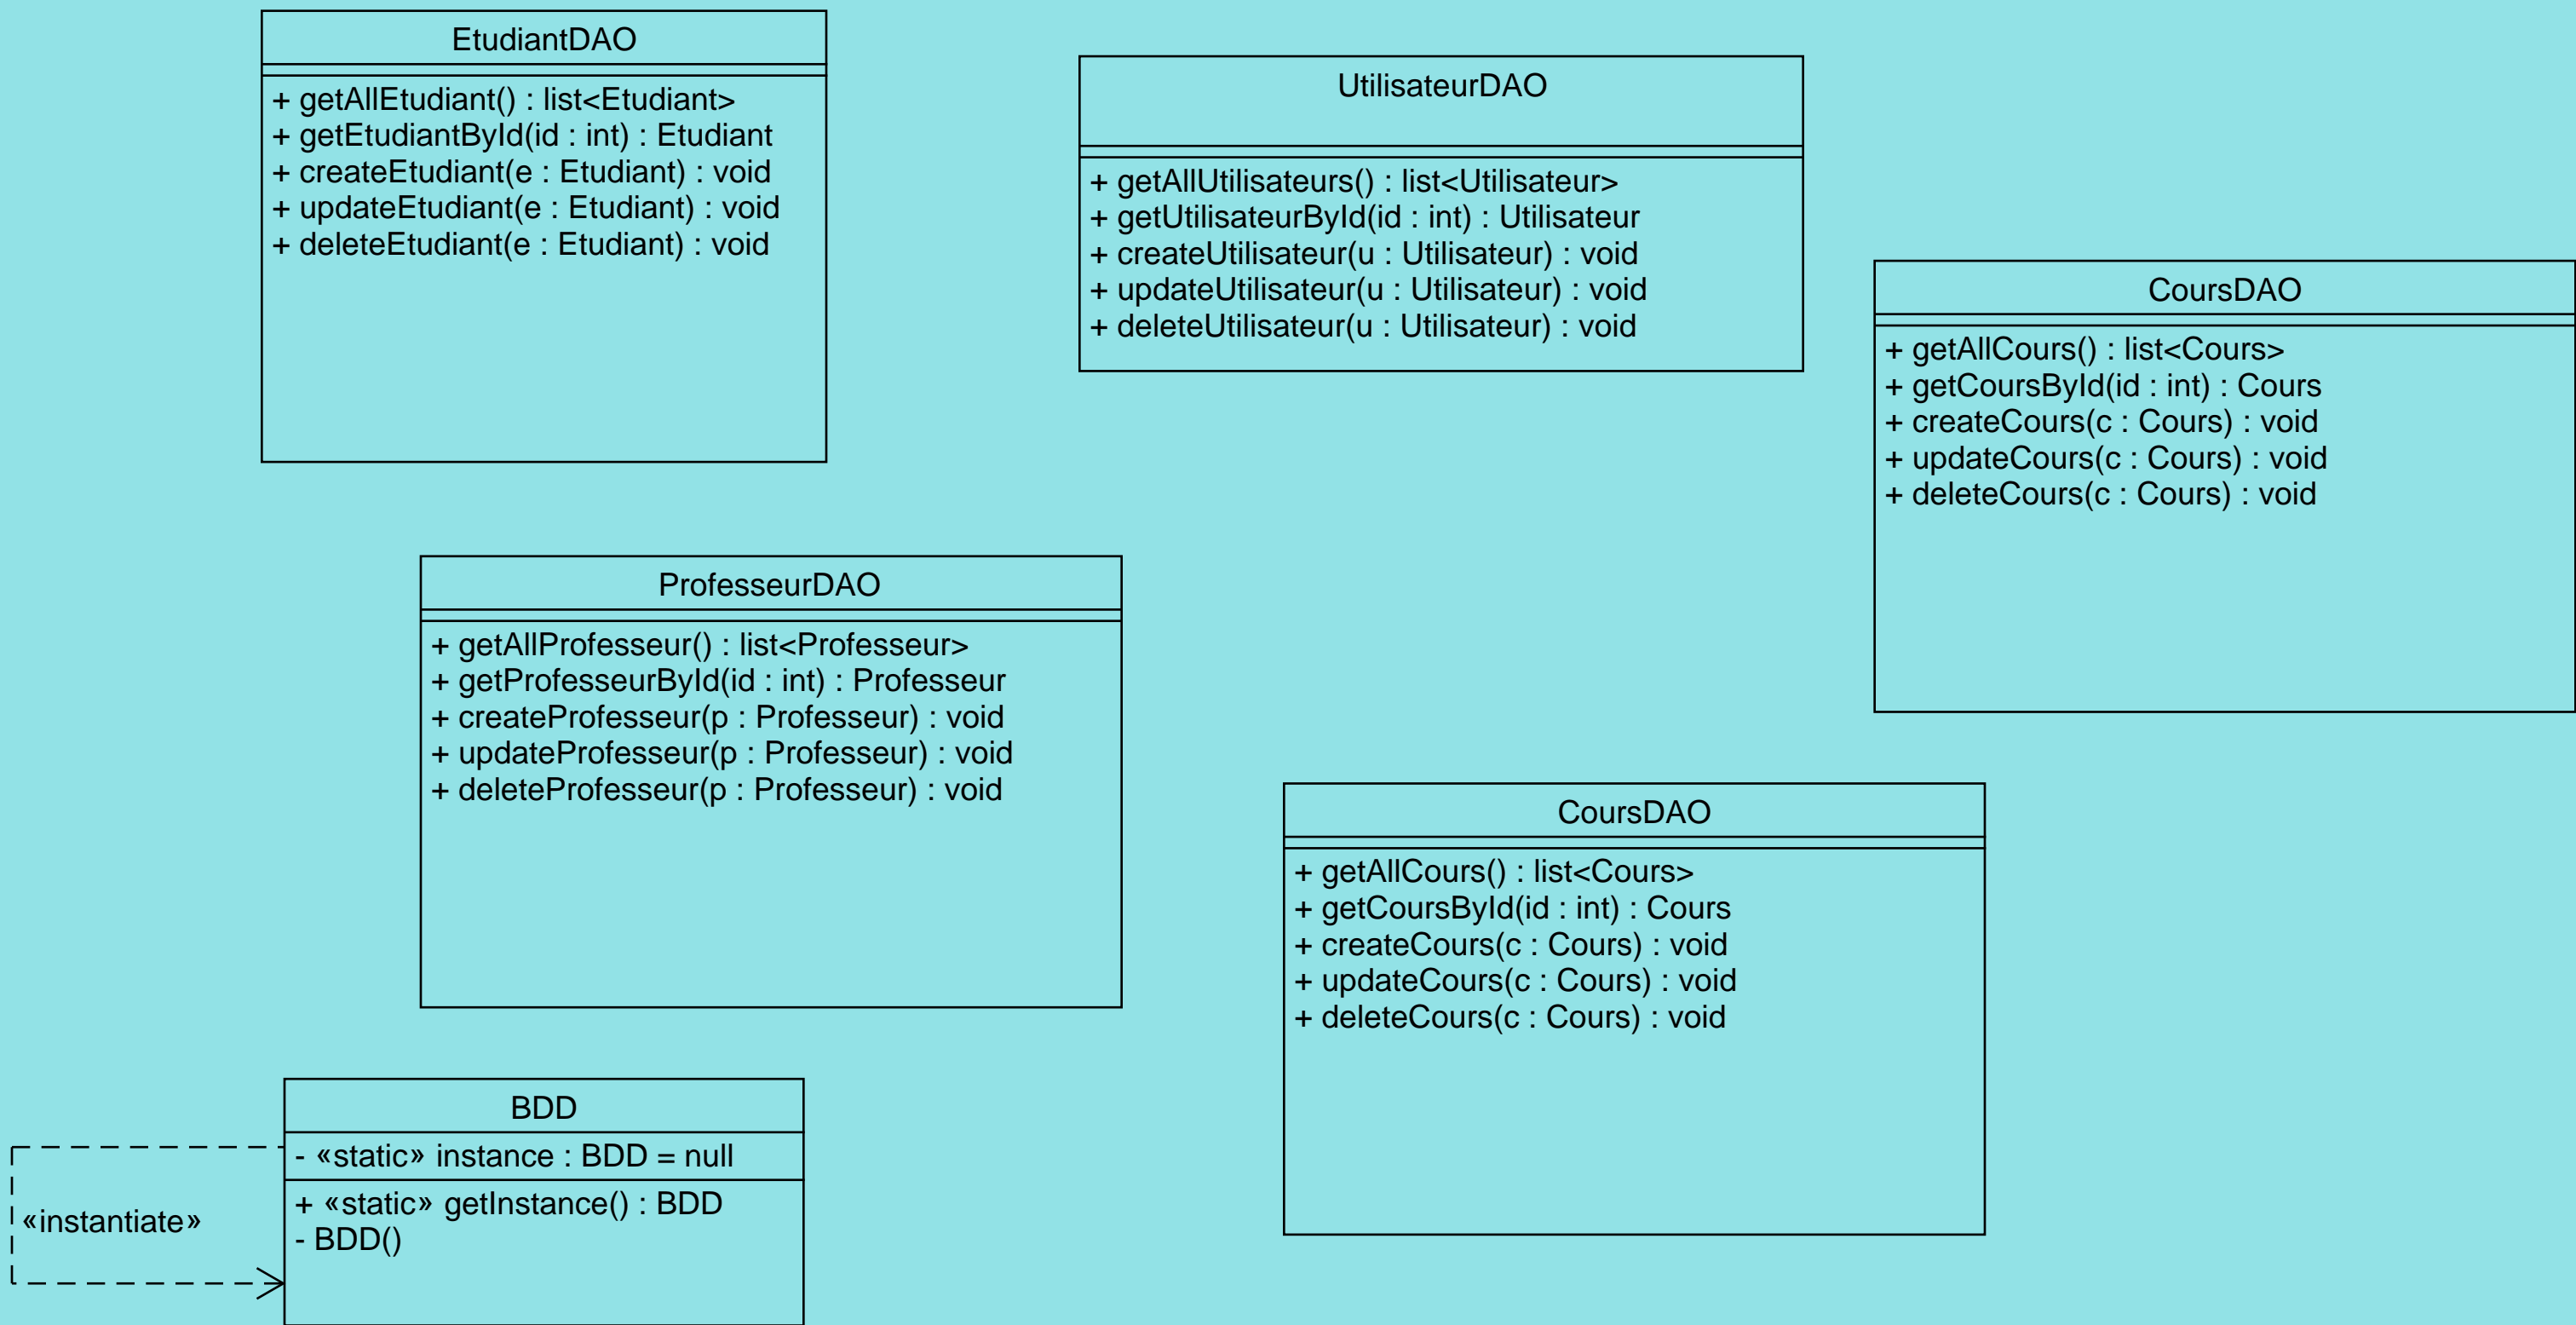 EtudiantDAO
+ getAllEtudiant() : list<Etudiant>
+ getEtudiantById(id : int) : Etudiant
+ createEtudiant(e : Etudiant) : void
+ updateEtudiant(e : Etudiant) : void
+ deleteEtudiant(e : Etudiant) : void
UtilisateurDAO
+ getAllUtilisateurs() : list<Utilisateur>
+ getUtilisateurById(id : int) : Utilisateur
+ createUtilisateur(u : Utilisateur) : void
+ updateUtilisateur(u : Utilisateur) : void
+ deleteUtilisateur(u : Utilisateur) : void
CoursDAO
+ getAllCours() : list<Cours>
+ getCoursById(id : int) : Cours
+ createCours(c : Cours) : void
+ updateCours(c : Cours) : void
+ deleteCours(c : Cours) : void
ProfesseurDAO
+ getAllProfesseur() : list<Professeur>
+ getProfesseurById(id : int) : Professeur
+ createProfesseur(p : Professeur) : void
+ updateProfesseur(p : Professeur) : void
+ deleteProfesseur(p : Professeur) : void
CoursDAO
+ getAllCours() : list<Cours>
+ getCoursById(id : int) : Cours
+ createCours(c : Cours) : void
+ updateCours(c : Cours) : void
+ deleteCours(c : Cours) : void
BDD
- «static» instance : BDD = null
+ «static» getInstance() : BDD
- BDD()
«instantiate»